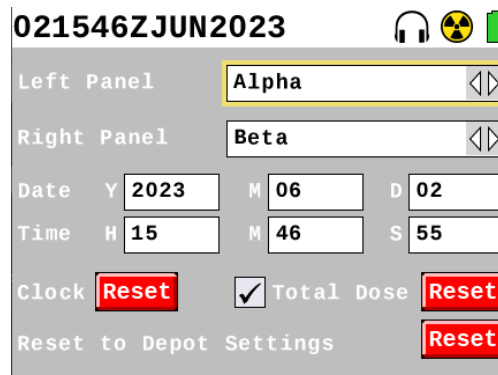 021546ZJUN2023
Left Panel Alpha
Right Panel Beta
Date Y 2023 M 06 D 02
Time H 15 M 46 S 55
Clock Reset Total Dose Reset
Reset to Depot Settings Reset